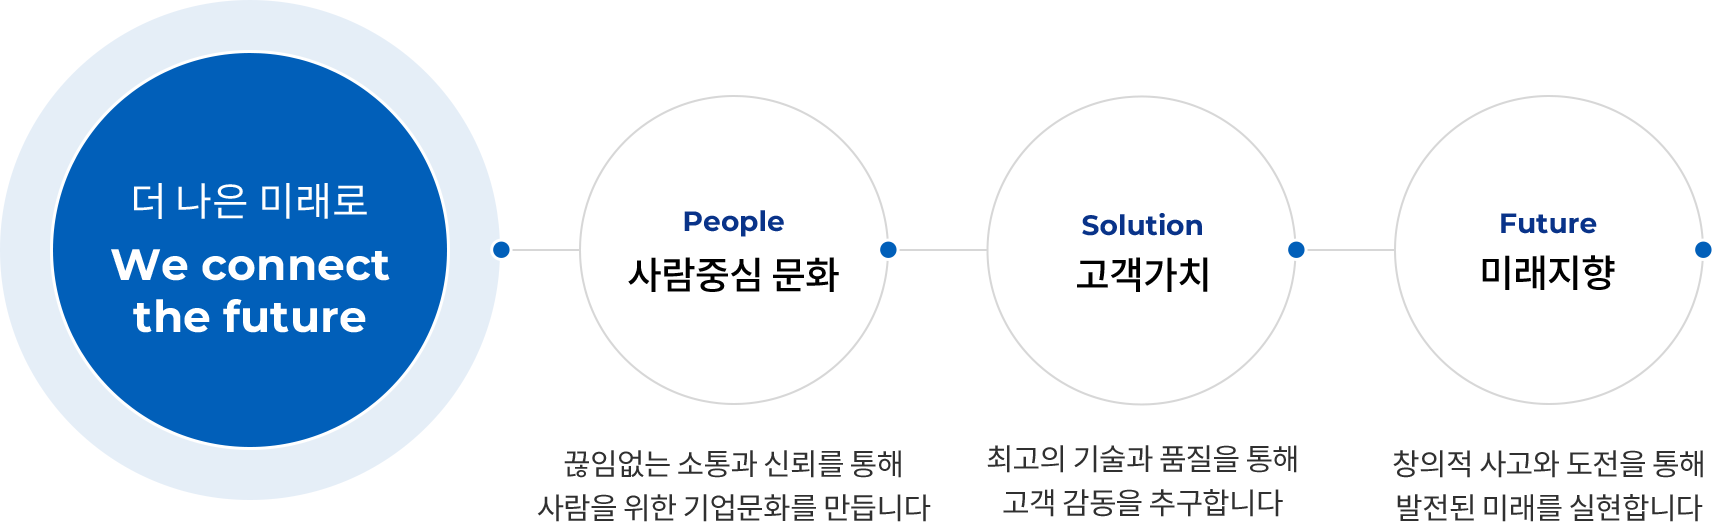 더 나은 미래로
We connect
the future
People
사람중심 문화
끊임없는 소통과 신뢰를 통해
사람을 위한 기업문화를 만듭니다
Solution
고객가치
최고의 기술과 품질을 통해
고객 감동을 추구합니다
Future
미래지향
창의적 사고와 도전을 통해
발전된 미래를 실현합니다